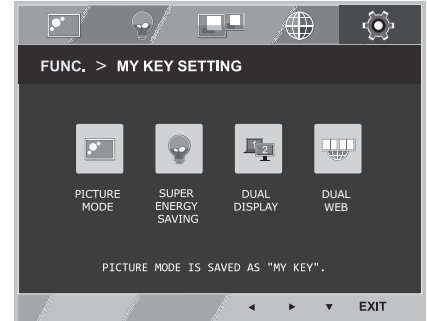 FUNC. > MY KEY SETTING
PICTURE
MODE
SUPER
ENERGY
SAVING
2
DUAL
DISPLAY
DUAL
WEB
PICTURE MODE IS SAVED AS "MY KEY".
◄ ► ▼ EXIT